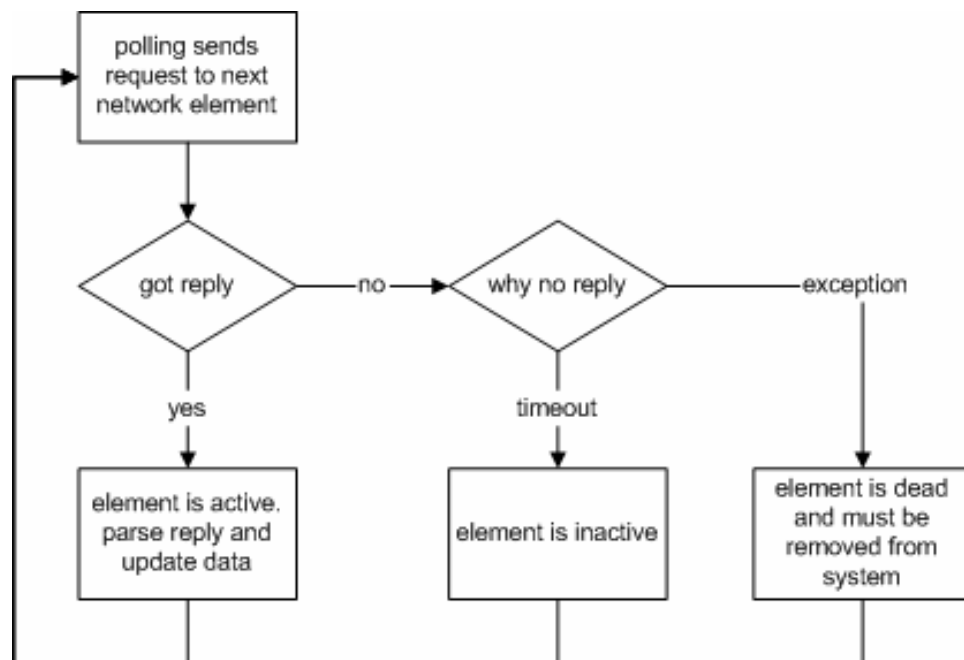 polling sends
request to next
network element
got reply
no
why no reply
exception
yes
timeout
element is active.
parse reply and
update data
element is inactive
element is dead
and must be
removed from
system